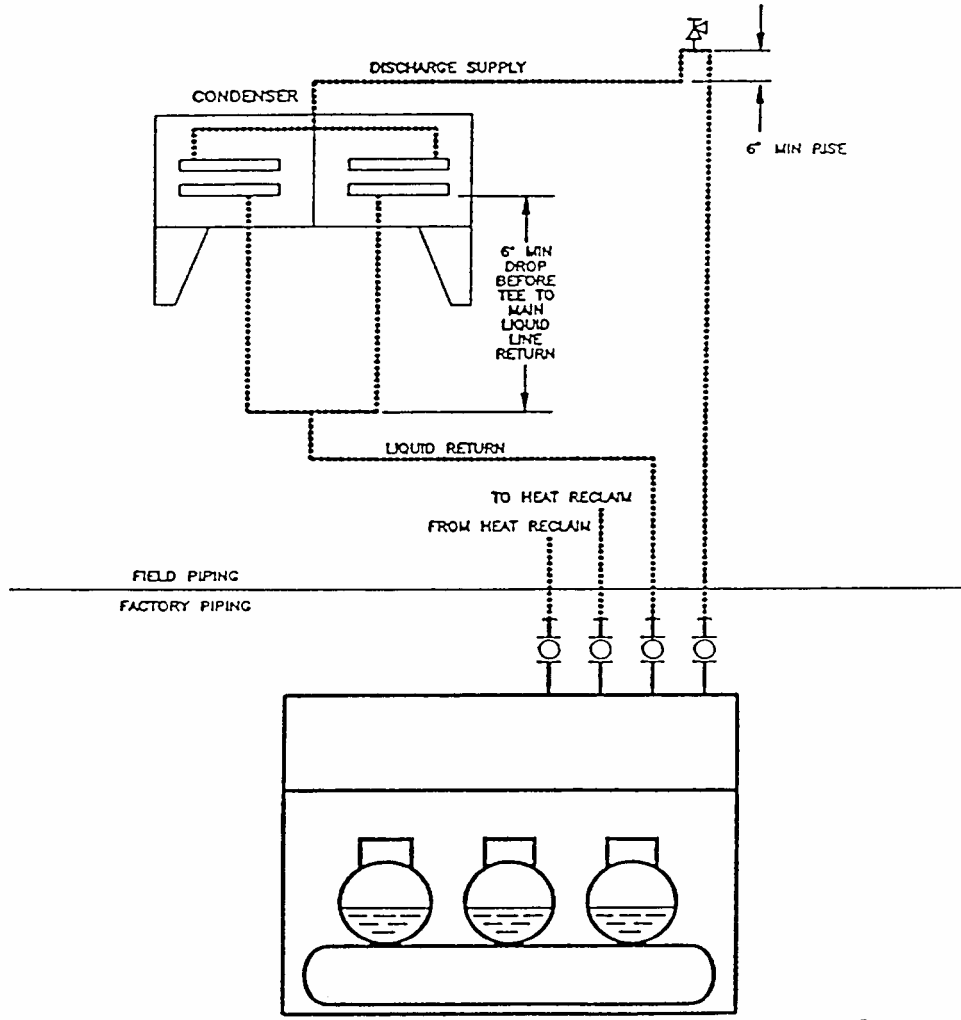 DISCHARGE SUPPLY
CONDENSER
6" MIN RISE
6" MIN
DROP
BEFORE
TEE TO
MAIN
LIQUID
LINE
RETURN
LIQUID RETURN
TO HEAT RECLAIM
FROM HEAT RECLAIM
FIELD PIPING
FACTORY PIPING